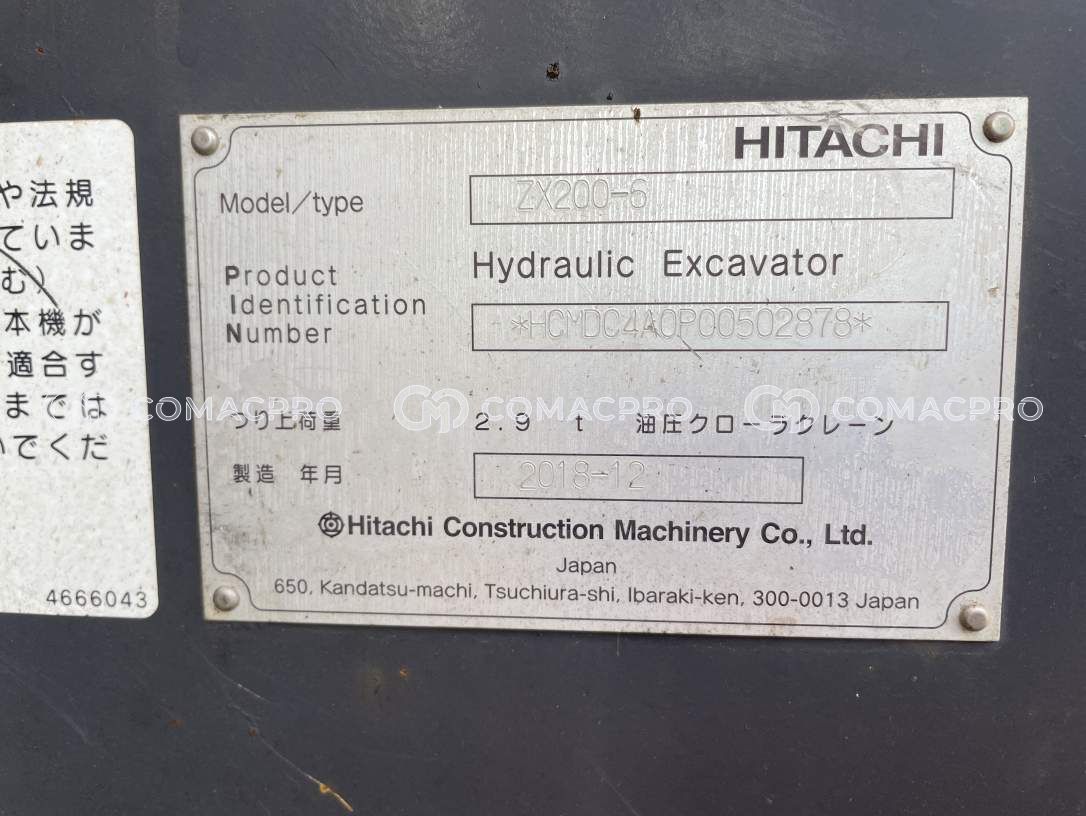 や法規
ていま
む)
本機が
適合す
までは
いでくだ
4666043
HITACHI
Model/type ZX200-6
Hydraulic Excavator
Product
Identification
Number
*HCMDC4A0P00502878*
つり上荷重 2.9 t 油圧クローラクレーン
製造 年月 2018-12
Hitachi Construction Machinery Co., Ltd.
Japan
650, Kandatsu-machi, Tsuchiura-shi, Ibaraki-ken, 300-0013 Japan
COMACPRO COMACPRO COMACPRO